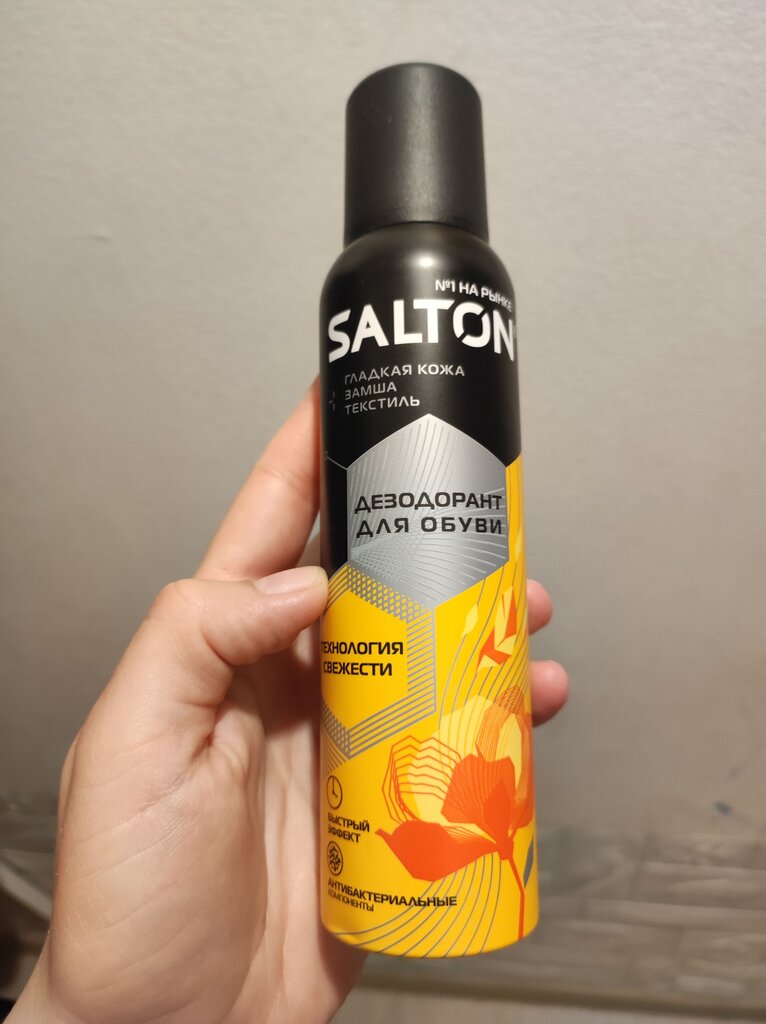 №1 НА РЫНКЕ
SALTON
ГЛАДКАЯ КОЖА
ЗАМША
ТЕКСТИЛЬ
ДЕЗОДОРАНТ
ДЛЯ ОБУВИ
ТЕХНОЛОГИЯ
СВЕЖЕСТИ
БЫСТРЫЙ
ЭФФЕКТ
АНТИБАКТЕРИАЛЬНЫЕ
КОМПОНЕНТЫ